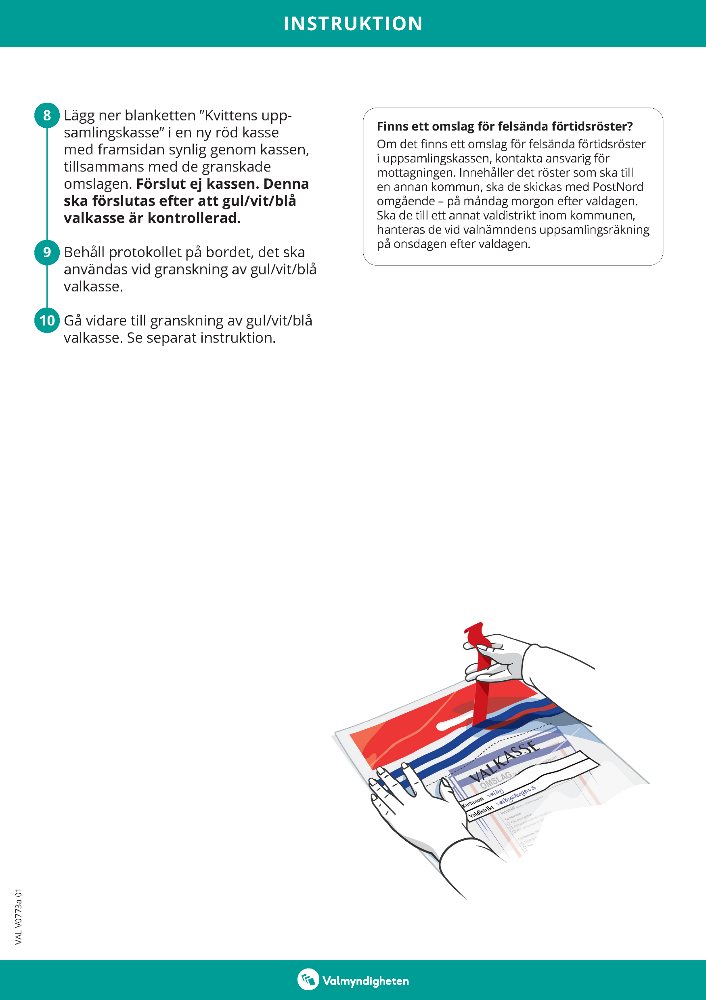 INSTRUKTION
8 Lägg ner blanketten ”Kvittens upp-
samlingskasse” i en ny röd kasse
med framsidan synlig genom kassen,
tillsammans med de granskade
omslagen. Förslut ej kassen. Denna
ska förslutas efter att gul/vit/blå
valkasse är kontrollerad.
9 Behåll protokollet på bordet, det ska
användas vid granskning av gul/vit/blå
valkasse.
10 Gå vidare till granskning av gul/vit/blå
valkasse. Se separat instruktion.
Finns ett omslag för felsända förtidsröster?
Om det finns ett omslag för felsända förtidsröster
i uppsamlingskassen, kontakta ansvarig för
mottagningen. Innehåller det röster som ska till
en annan kommun, ska de skickas med PostNord
omgående – på måndag morgon efter valdagen.
Ska de till ett annat valdistrikt inom kommunen,
hanteras de vid valnämndens uppsamlingsräkning
på onsdagen efter valdagen.
VALKASSE
OMSLAG
Kommun valby
Valdistrikt valbyskogen S
Innehåll
Förtidsröster
VAL V0773a 01
Valmyndigheten